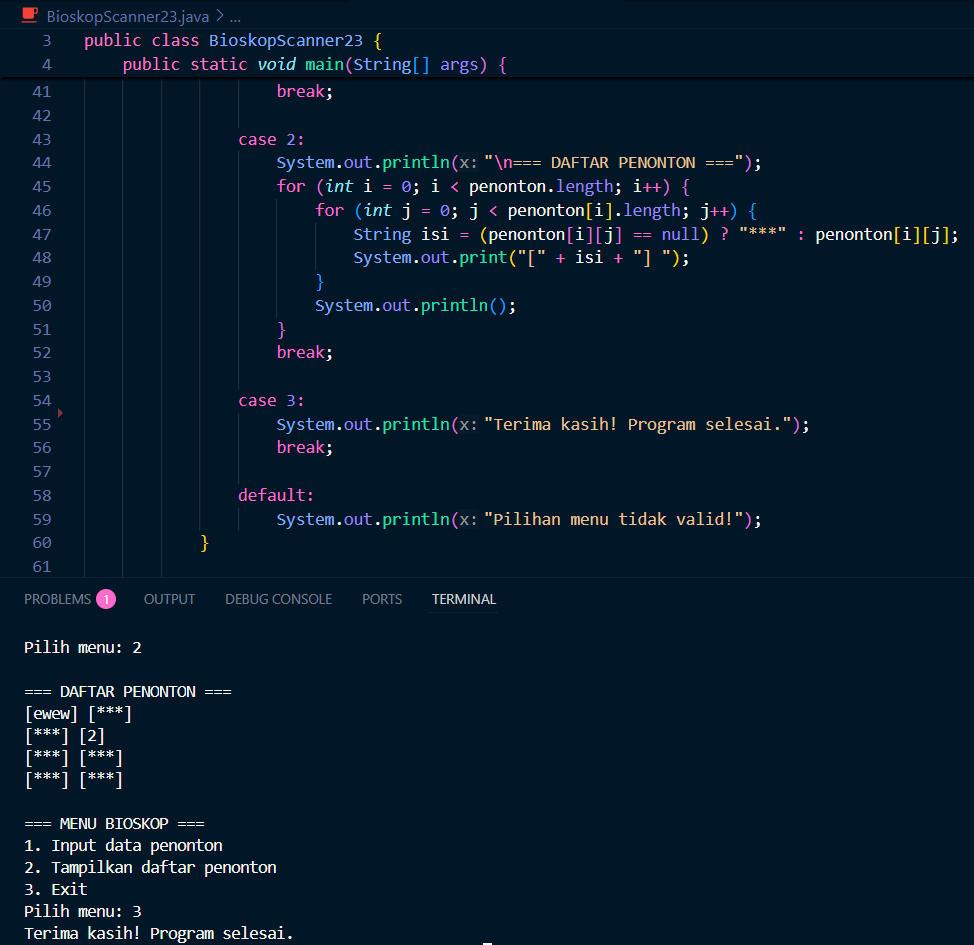 BioskopScanner23.java > ...
3 public class BioskopScanner23 {
4 public static void main(String[] args) {
41 break;
42
43 case 2:
44 System.out.println(x: "\n=== DAFTAR PENONTON ===");
45 for (int i = 0; i < penonton.length; i++) {
46 for (int j = 0; j < penonton[i].length; j++) {
47 String isi = (penonton[i][j] == null) ? "***" : penonton[i][j];
48 System.out.print("[" + isi + "] ");
49 }
50 System.out.println();
51 }
52 break;
53
54 case 3:
55 System.out.println(x: "Terima kasih! Program selesai.");
56 break;
57
58 default:
59 System.out.println(x: "Pilihan menu tidak valid!");
60 }
61
PROBLEMS 1 OUTPUT DEBUG CONSOLE PORTS TERMINAL
Pilih menu: 2
=== DAFTAR PENONTON ===
[ewew] [***]
[***] [2]
[***] [***]
[***] [***]
=== MENU BIOSKOP ===
1. Input data penonton
2. Tampilkan daftar penonton
3. Exit
Pilih menu: 3
Terima kasih! Program selesai.